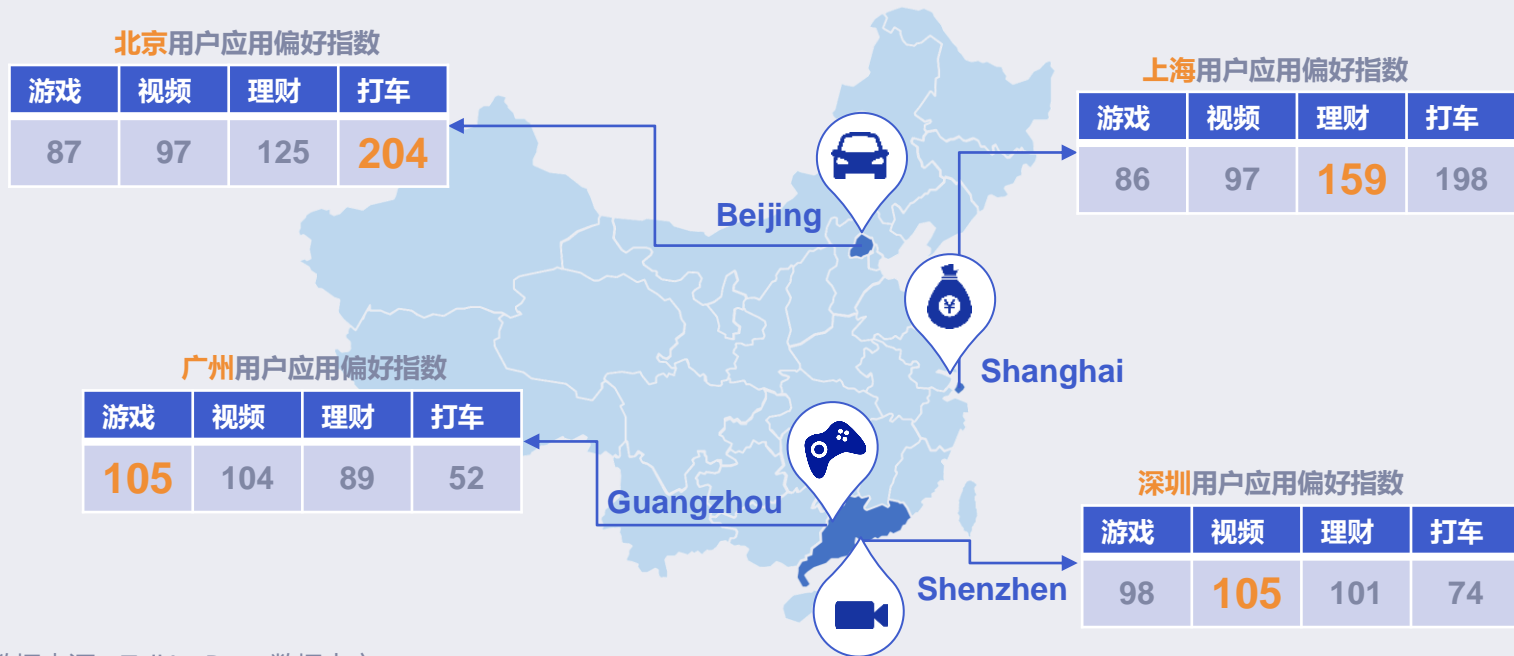 北京用户应用偏好指数
游戏 视频 理财 打车
87 97 125 204
上海用户应用偏好指数
游戏 视频 理财 打车
86 97 159 198
Beijing
¥
Shanghai
广州用户应用偏好指数
游戏 视频 理财 打车
105 104 89 52
Guangzhou
深圳用户应用偏好指数
游戏 视频 理财 打车
98 105 101 74
Shenzhen